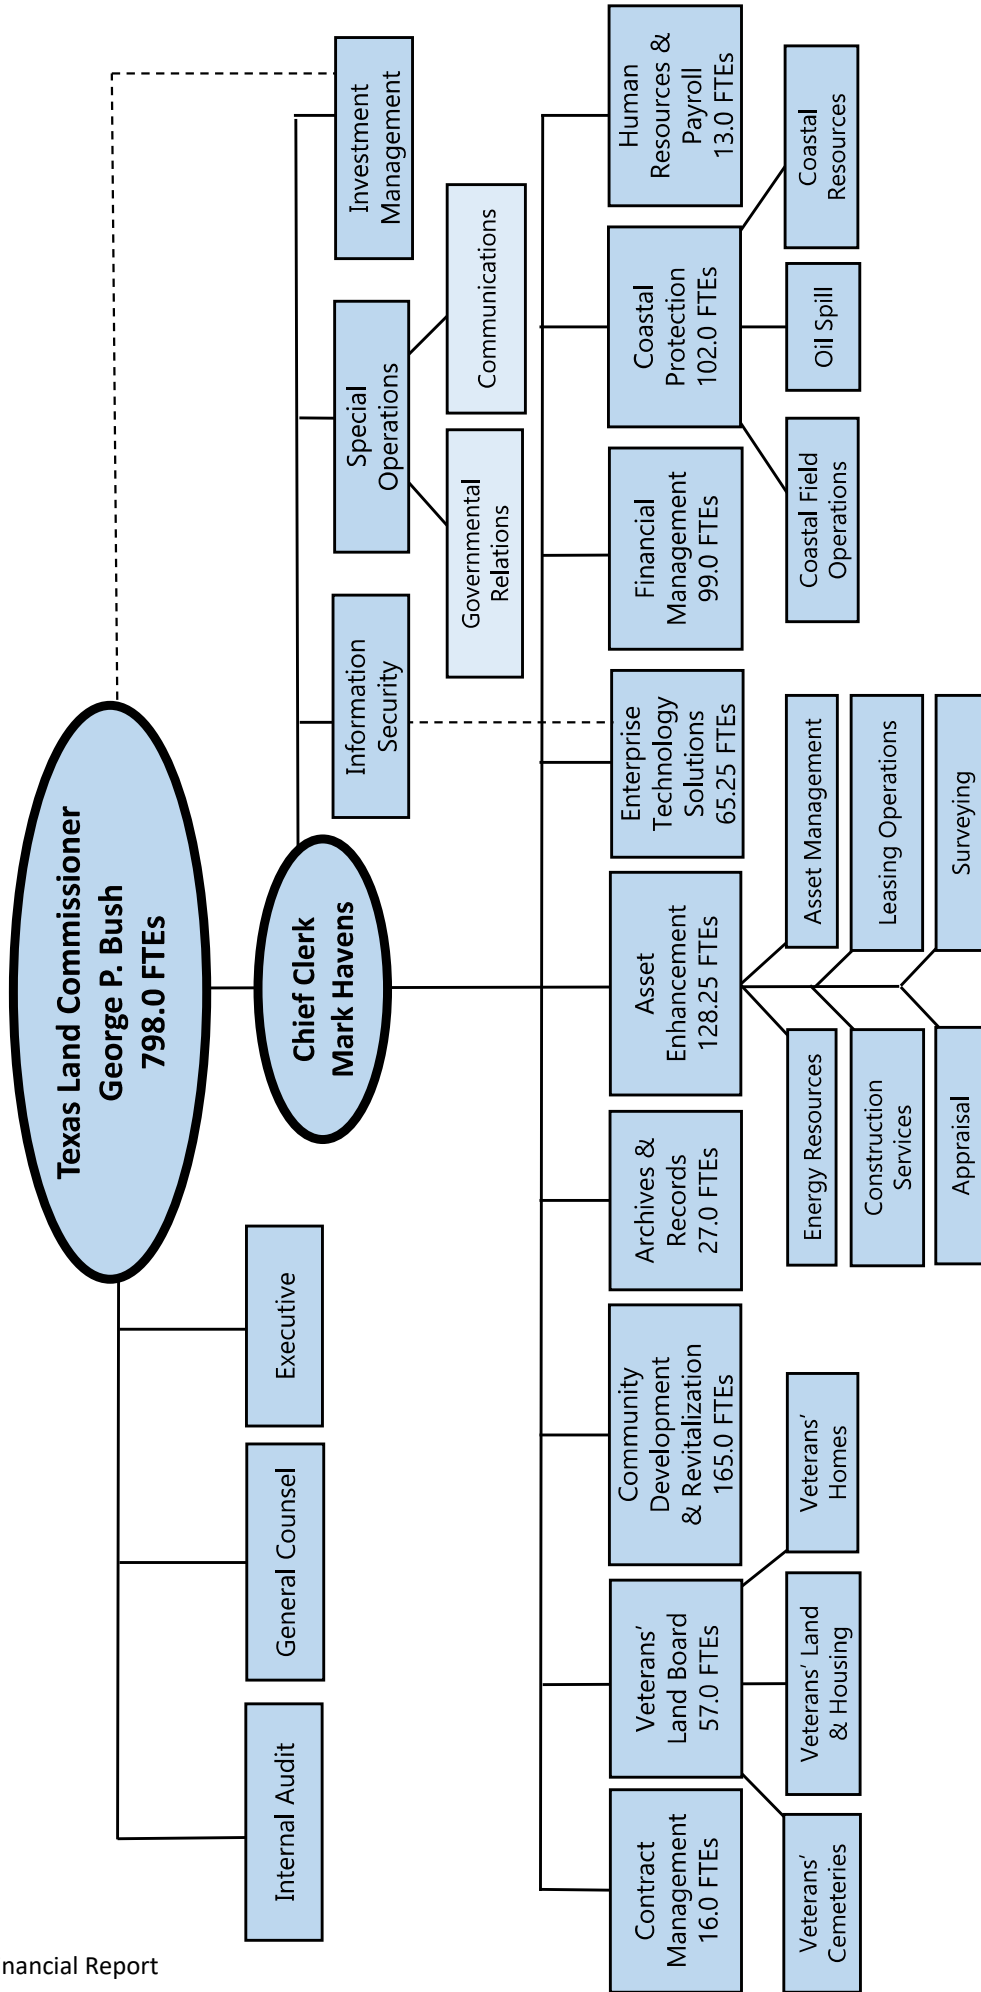 Texas Land Commissioner
George P. Bush
798.0 FTEs
Chief Clerk
Mark Havens
Internal Audit
General Counsel
Executive
Information
Security
Special
Operations
Investment
Management
Governmental
Relations
Communications
Contract
Management
16.0 FTEs
Veterans’
Land Board
57.0 FTEs
Community
Development
& Revitalization
165.0 FTEs
Archives &
Records
27.0 FTEs
Asset
Enhancement
128.25 FTEs
Enterprise
Technology
Solutions
65.25 FTEs
Financial
Management
99.0 FTEs
Coastal
Protection
102.0 FTEs
Human
Resources &
Payroll
13.0 FTEs
Veterans’
Cemeteries
Veterans’ Land
& Housing
Veterans’
Homes
Energy Resources
Asset Management
Construction
Services
Leasing Operations
Appraisal
Surveying
Coastal Field
Operations
Oil Spill
Coastal
Resources
nancial Report